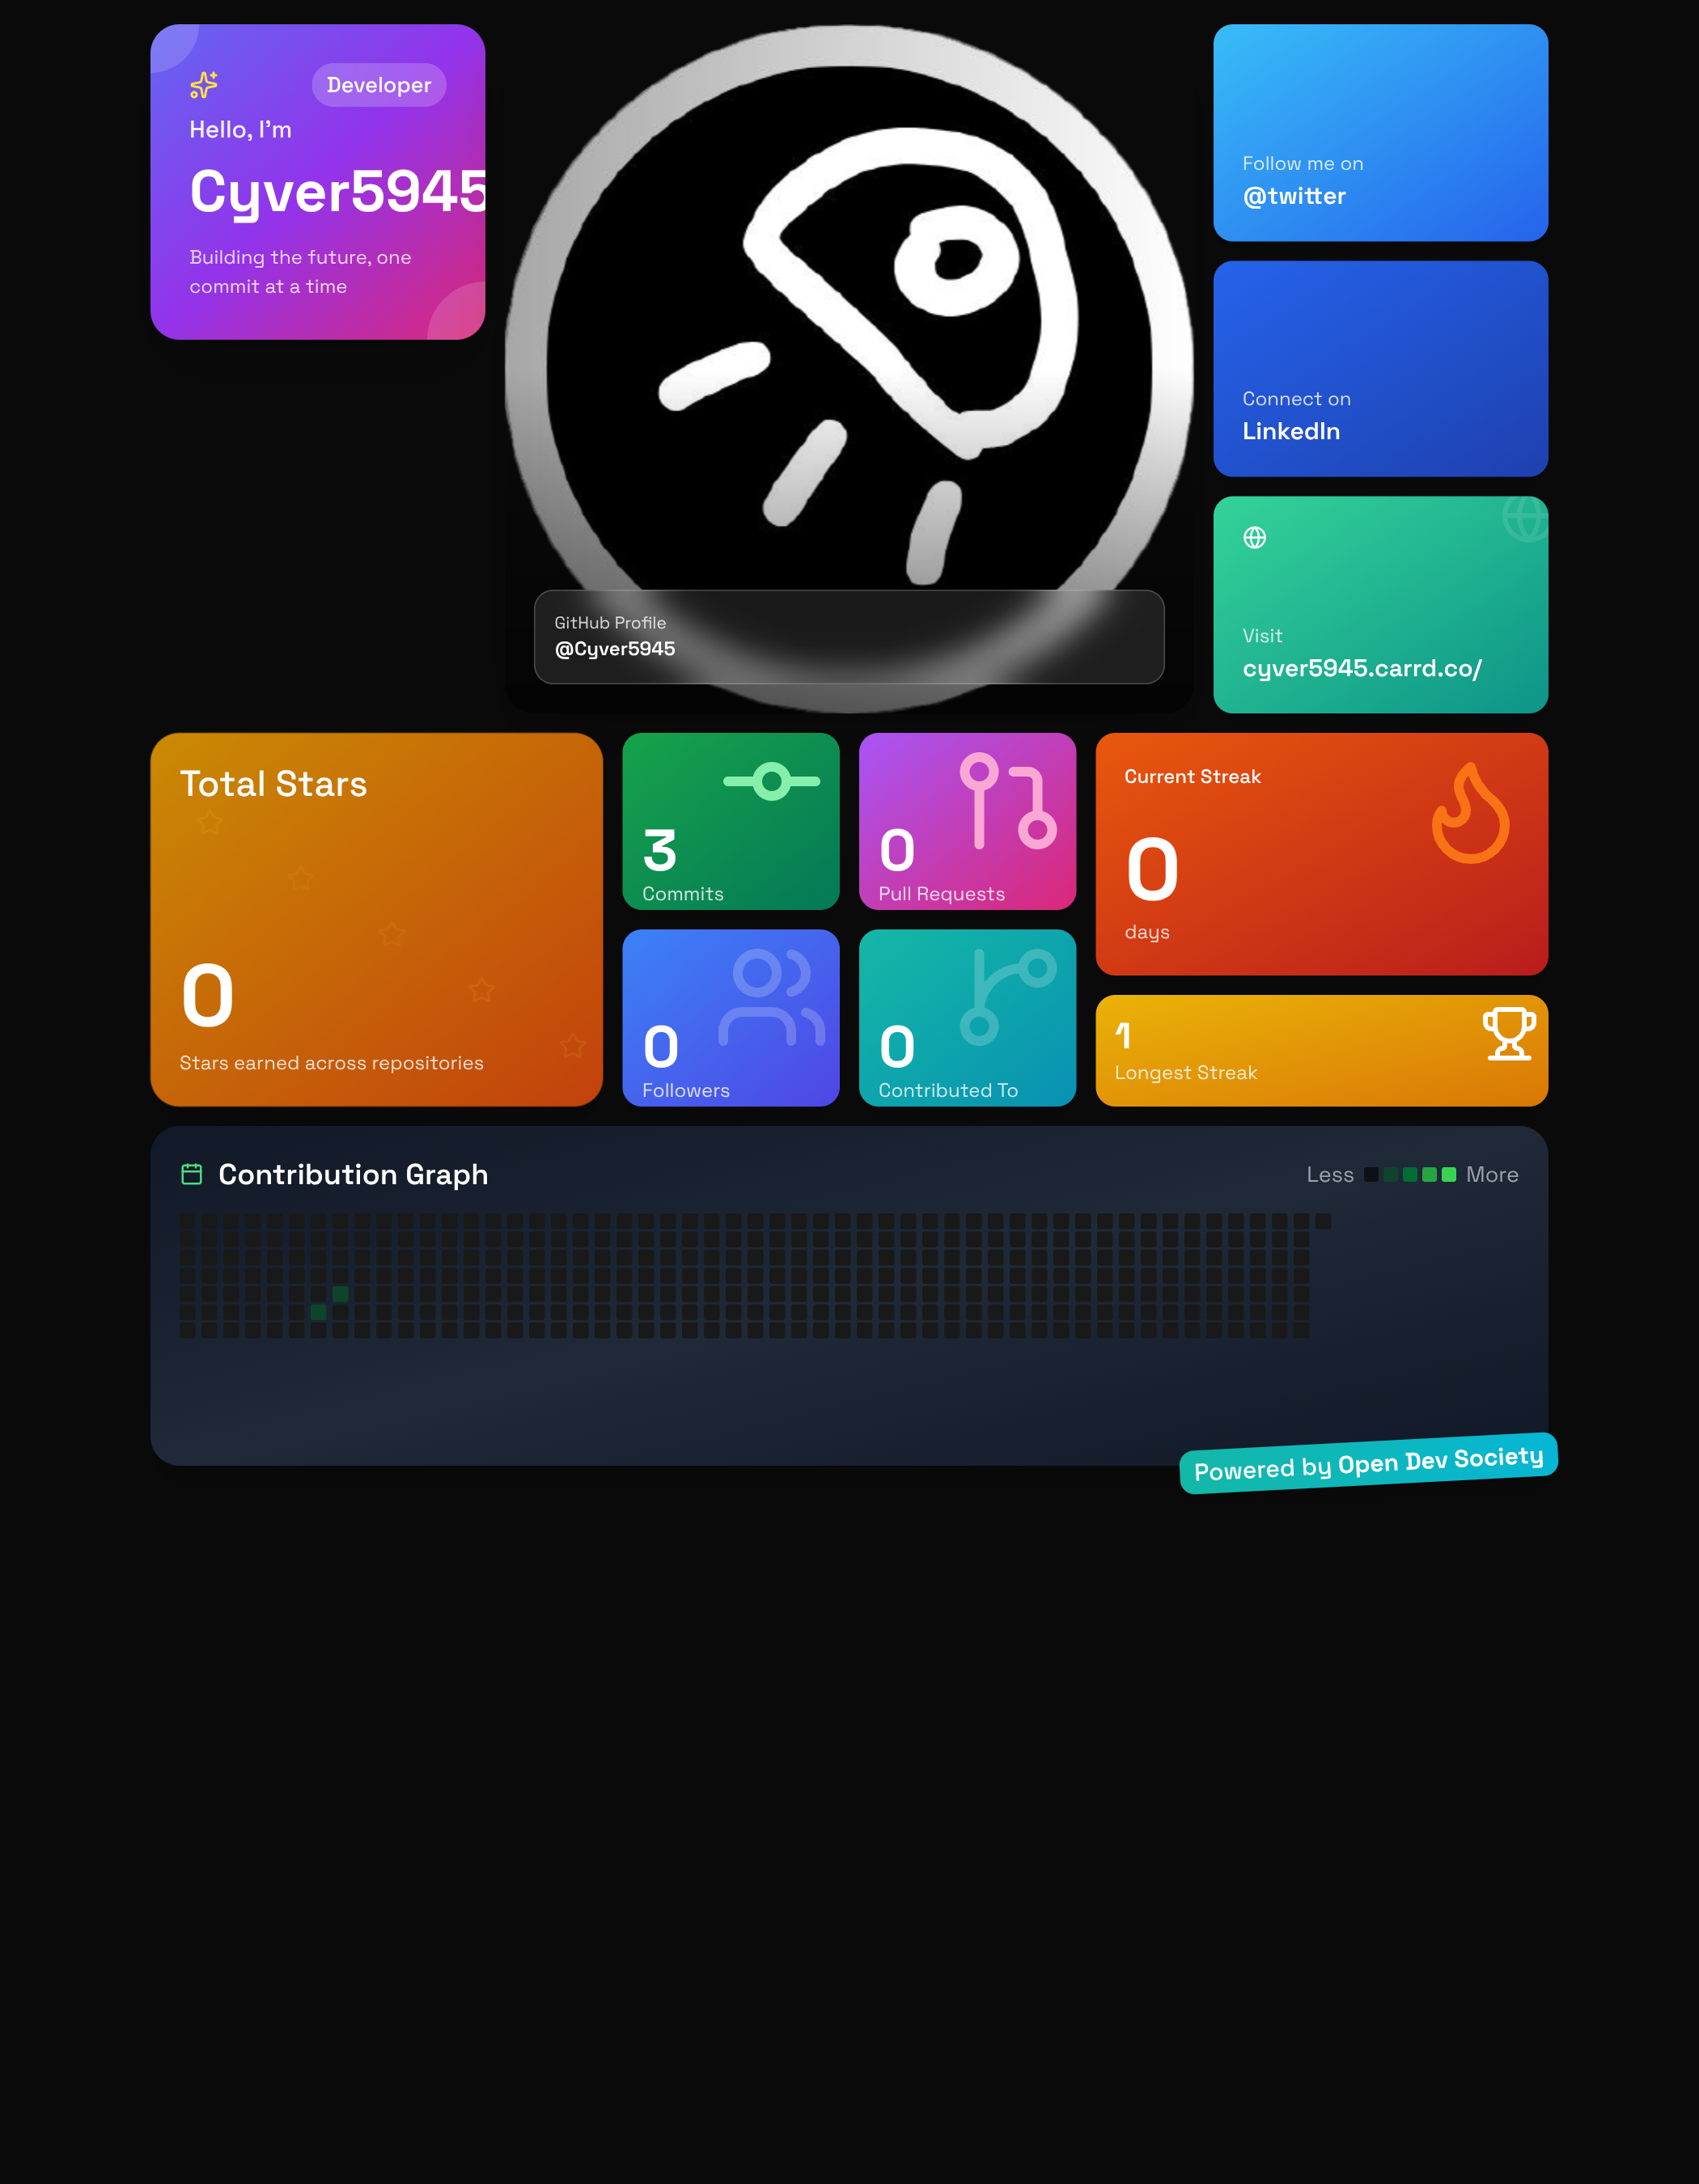 Developer
Hello, I'm
Cyver5945
Building the future, one
commit at a time
GitHub Profile
@Cyver5945
Follow me on
@twitter
Connect on
LinkedIn
Visit
cyver5945.carrd.co/
Total Stars
0
Stars earned across repositories
3
Commits
0
Pull Requests
0
Followers
0
Contributed To
Current Streak
0
days
1
Longest Streak
Contribution Graph
Less
More
Powered by Open Dev Society